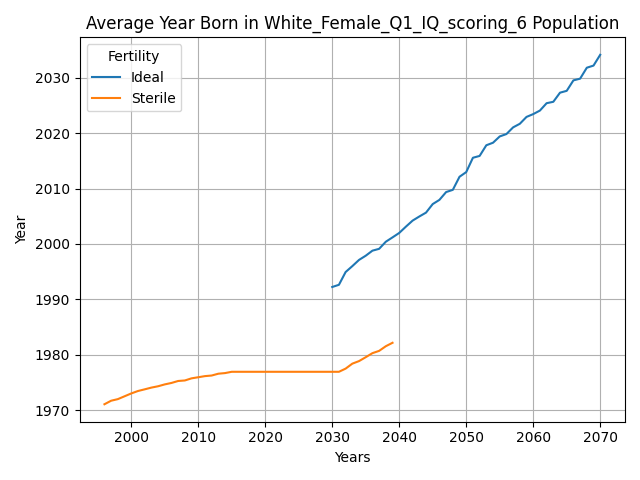 Average Year Born in White_Female_Q1_IQ_scoring_6 Population
Fertility
Ideal
Sterile
Year
2030
2020
2010
2000
1990
1980
1970
2000 2010 2020 2030 2040 2050 2060 2070
Years